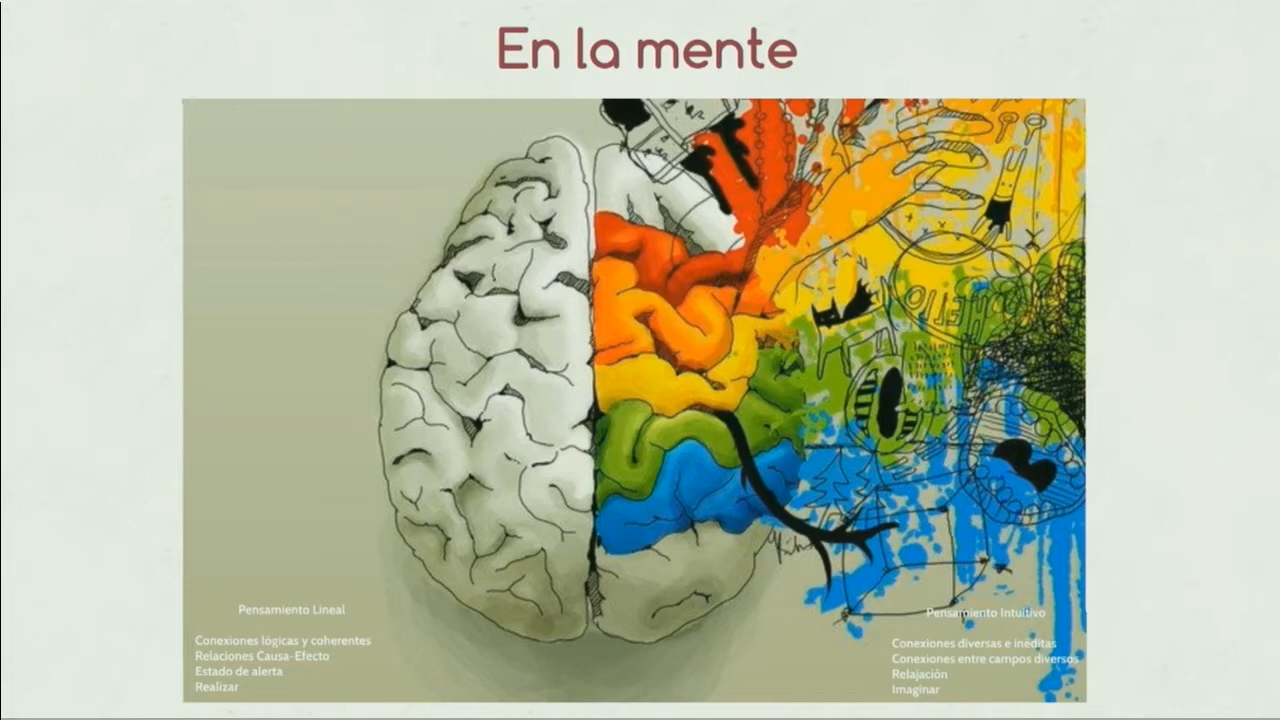 En la mente
Pensamiento Lineal
Conexiones lógicas y coherentes
Relaciones Causa-Efecto
Estado de alerta
Realizar
Pensamiento Intuitivo
Conexiones diversas e inéditas
Conexiones entre campos diversos
Relajación
Imaginar